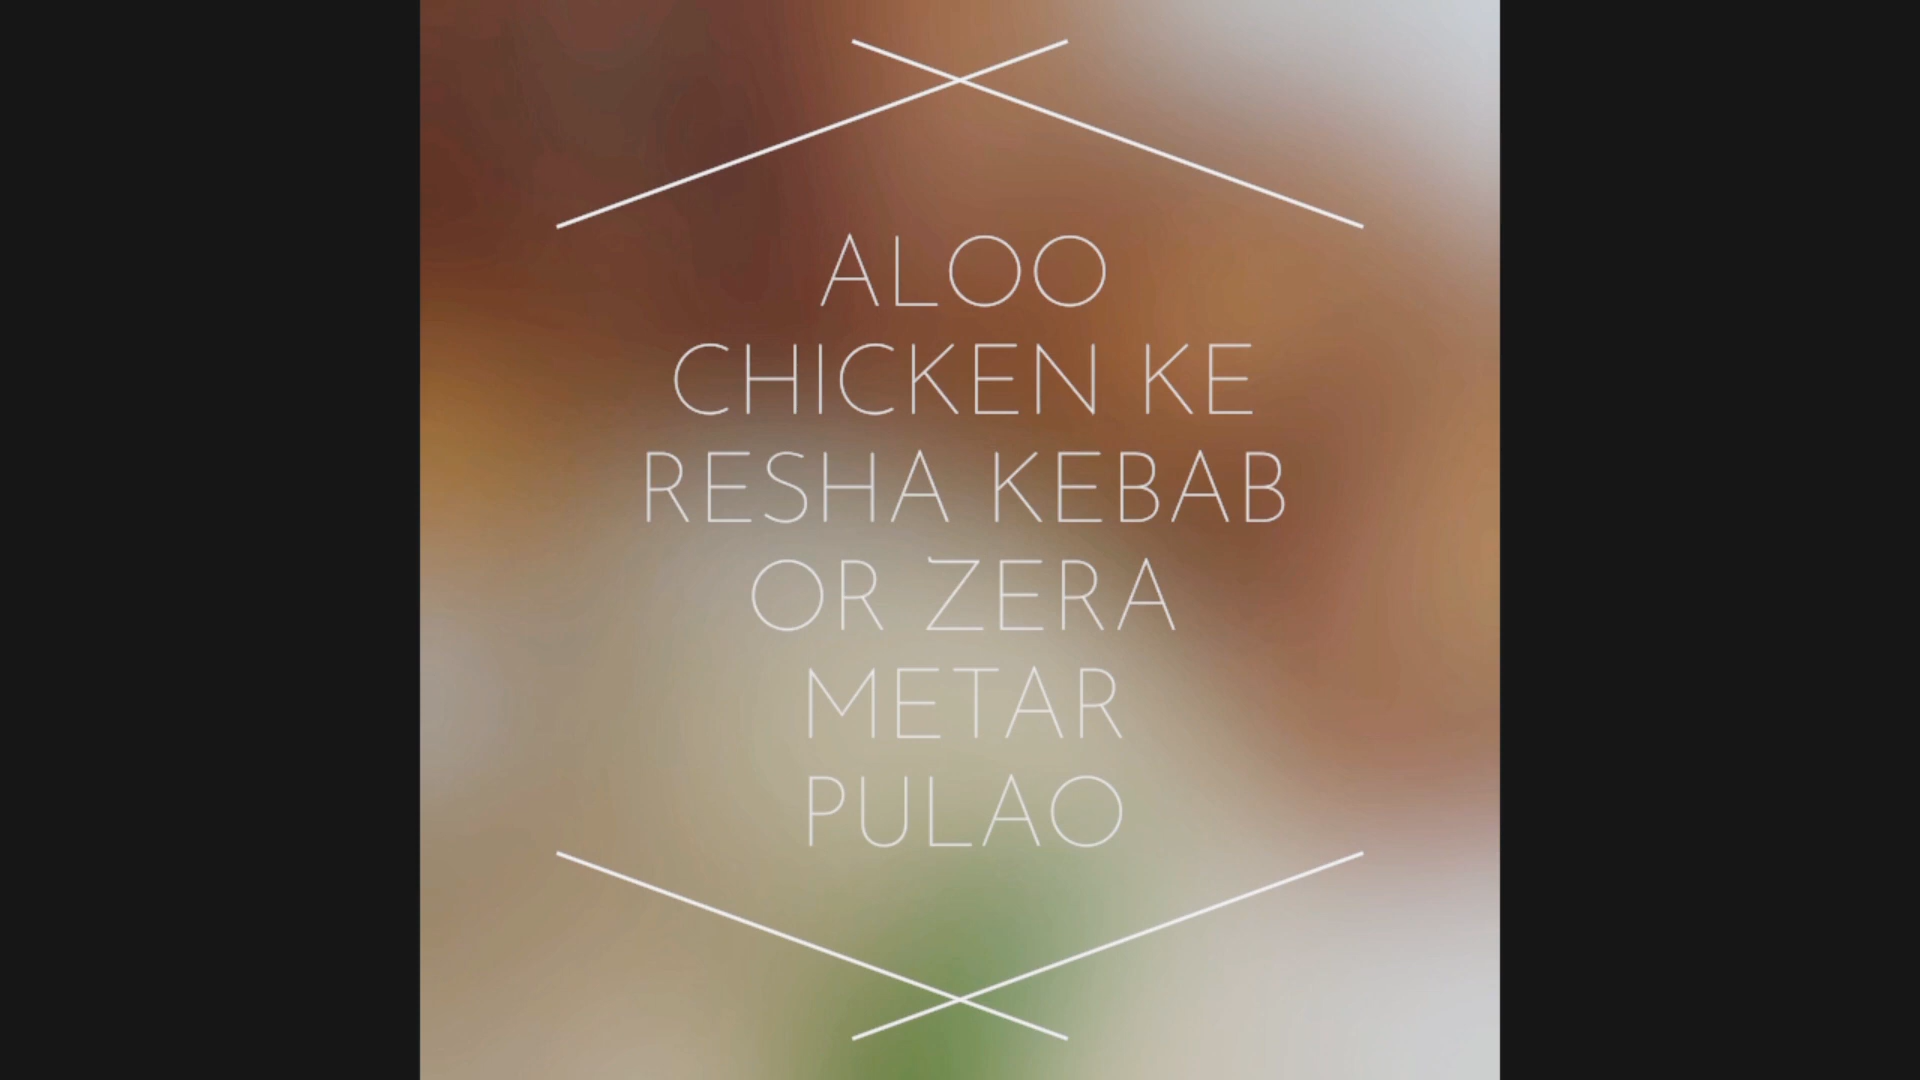 ALOO
CHICKEN KE
RESHA KEBAB
OR ZERA
METAR
PULAO